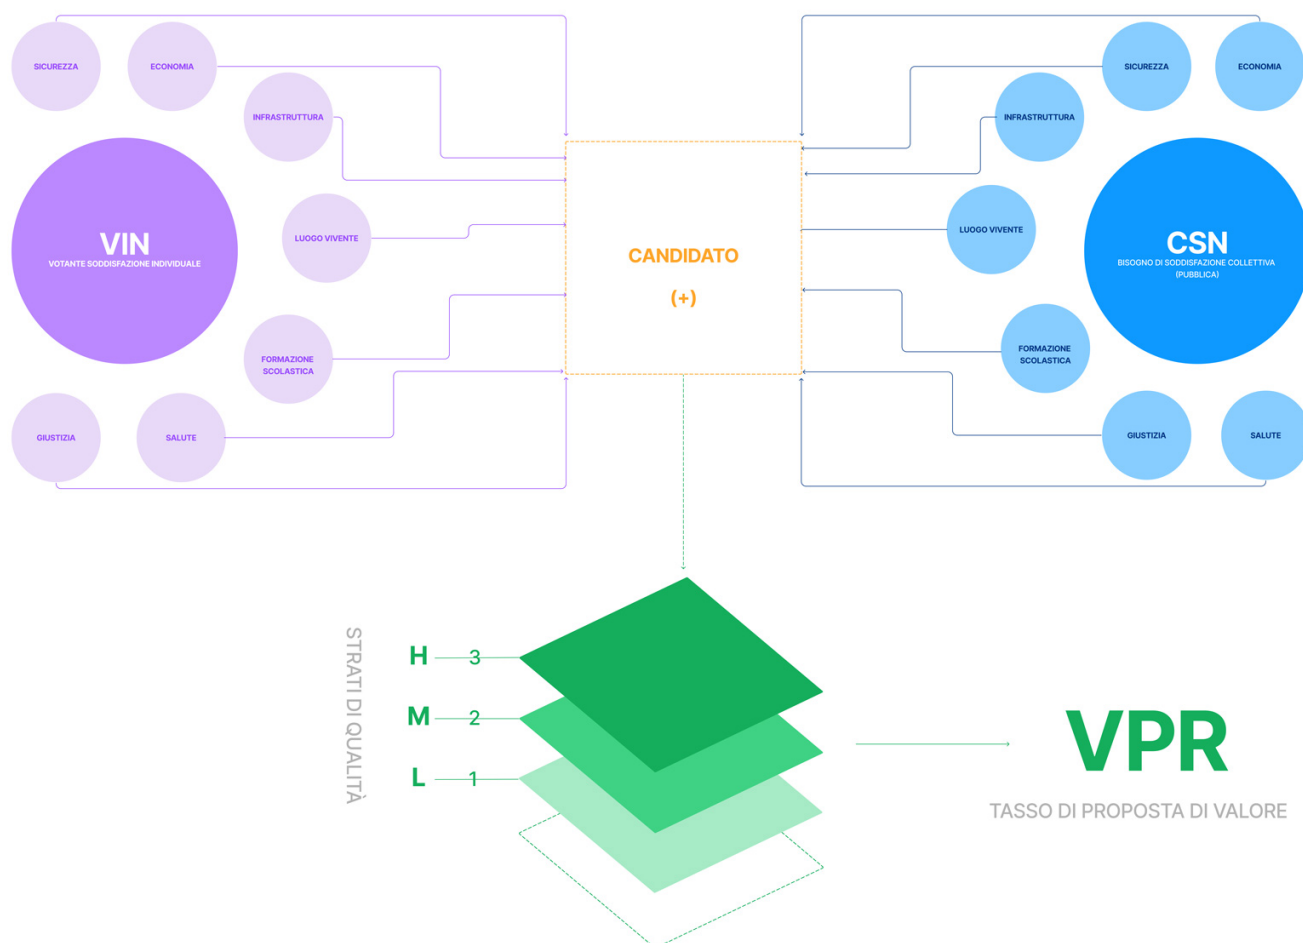 SICUREZZA
ECONOMIA
INFRASTRUTTURA
VIN
VOTANTE SODDISFAZIONE INDIVIDUALE
LUOGO VIVENTE
FORMAZIONE
SCOLASTICA
GIUSTIZIA
SALUTE
CANDIDATO
(+)
SICUREZZA
ECONOMIA
INFRASTRUTTURA
LUOGO VIVENTE
CSN
BISOGNO DI SODDISFAZIONE COLLETTIVA
(PUBBLICA)
FORMAZIONE
SCOLASTICA
GIUSTIZIA
SALUTE
STRATI DI QUALITÀ
H 3
M 2
L 1
VPR
TASSO DI PROPOSTA DI VALORE